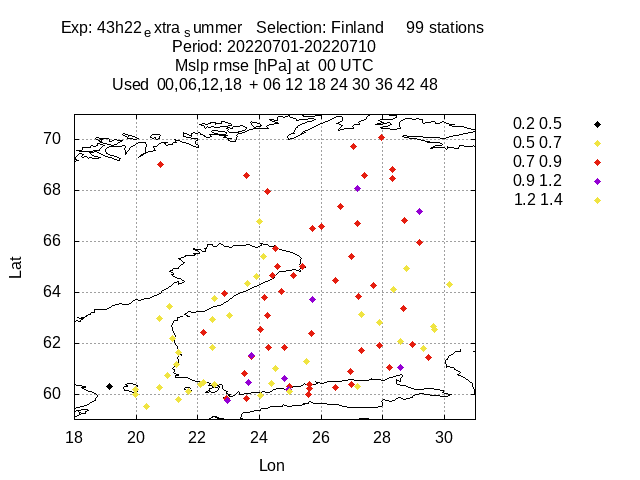 Exp: 43h22extrasummer Selection: Finland 99 stations
Period: 20220701-20220710
Mslp rmse [hPa] at 00 UTC
Used 00,06,12,18 + 06 12 18 24 30 36 42 48
0.2 0.5
0.5 0.7
0.7 0.9
0.9 1.2
1.2 1.4
70
68
66
64
62
60
Lat
18 20 22 24 26 28 30
Lon